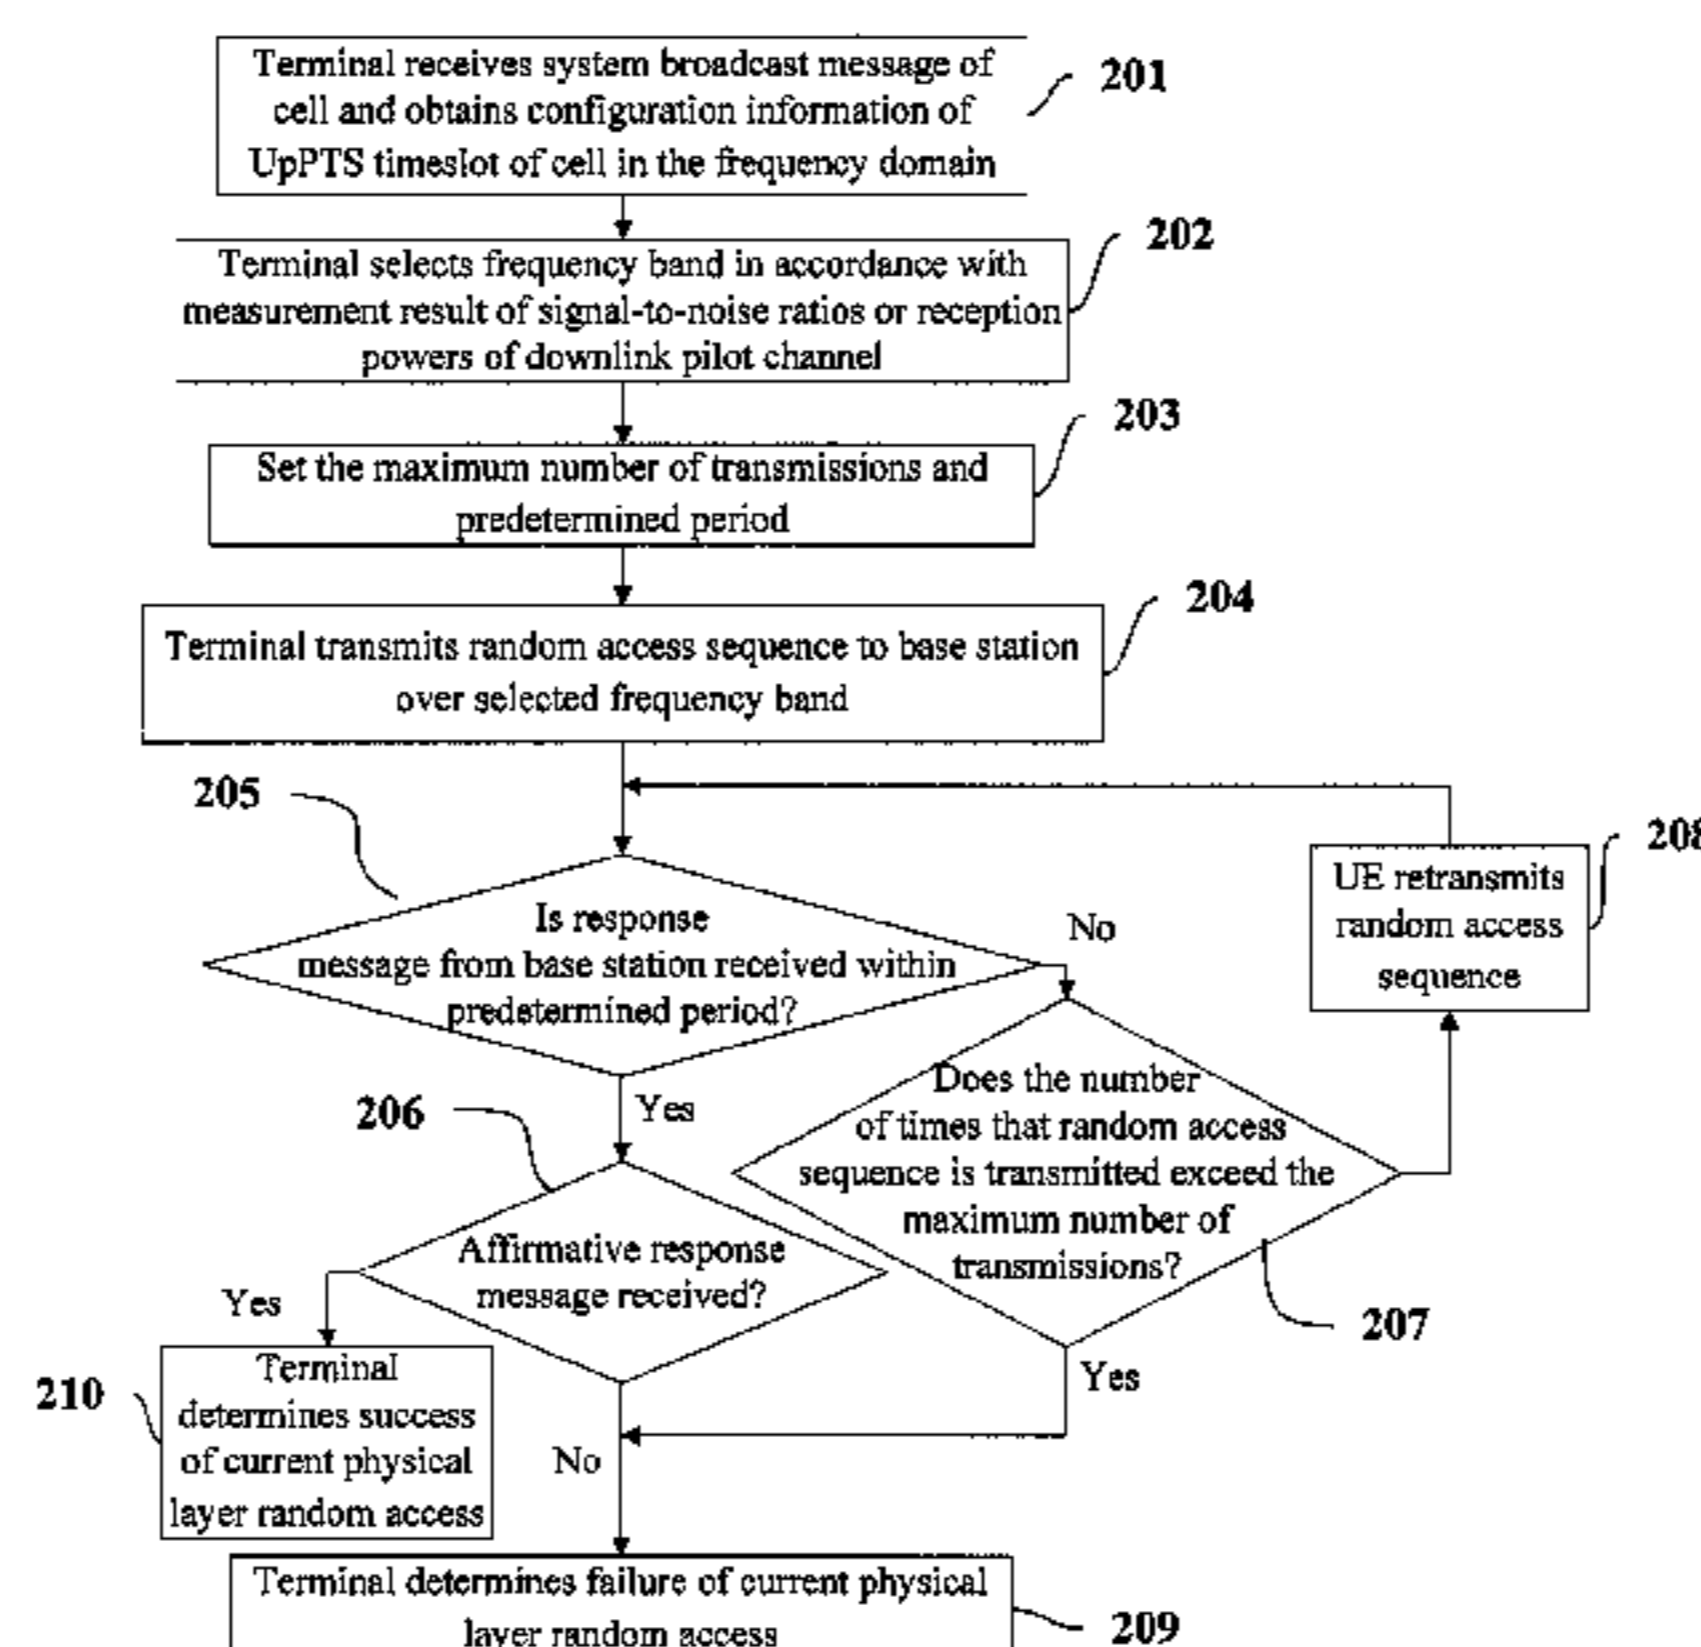 Terminal receives system broadcast message of
cell and obtains configuration information of
UpPTS timeslot of cell in the frequency domain
201
202
Terminal selects frequency band in accordance with
measurement result of signal-to-noise ratios or reception
powers of downlink pilot channel
203
Set the maximum number of transmissions and
predetermined period
204
Terminal transmits random access sequence to base station
over selected frequency band
205
208
UE retransmits
random access
sequence
Is response
message from base station received within
predetermined period?
No
Yes
206
Does the number
of times that random access
sequence is transmitted exceed the
maximum number of
transmissions?
207
Affirmative response
message received?
Yes
Yes
210
Terminal
determines success
of current physical
layer random access
No
Terminal determines failure of current physical
layer random access
209